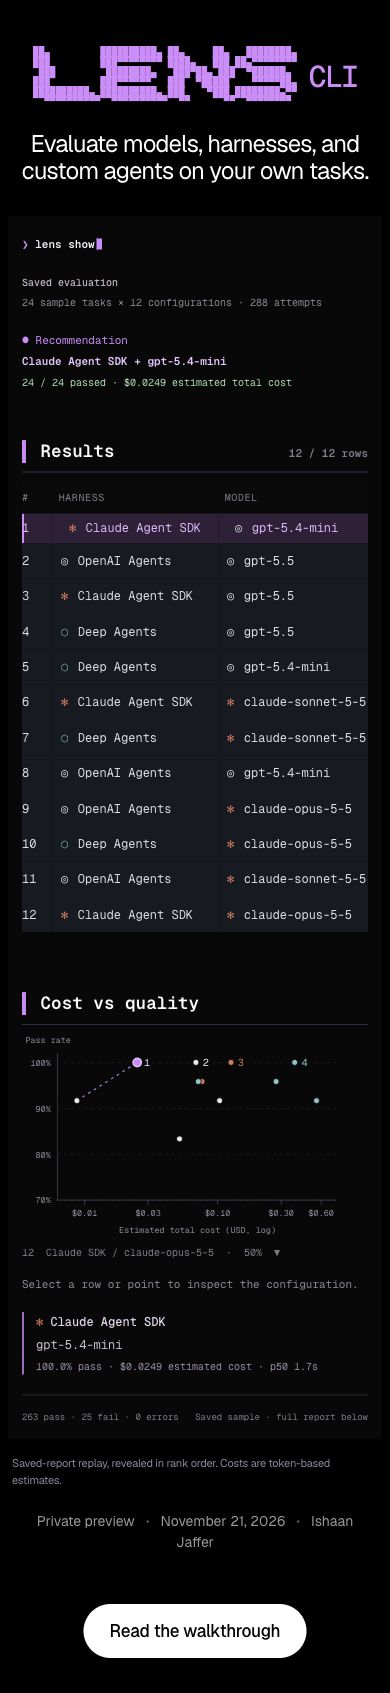 LENS CLI
Evaluate models, harnesses, and
custom agents on your own tasks.
❯ lens show
Saved evaluation
24 sample tasks × 12 configurations · 288 attempts
● Recommendation
Claude Agent SDK + gpt-5.4-mini
24 / 24 passed · $0.0249 estimated total cost
Results 12 / 12 rows
# HARNESS MODEL
1 Claude Agent SDK gpt-5.4-mini
2 OpenAI Agents gpt-5.5
3 Claude Agent SDK gpt-5.5
4 Deep Agents gpt-5.5
5 Deep Agents gpt-5.4-mini
6 Claude Agent SDK claude-sonnet-5-5
7 Deep Agents claude-sonnet-5-5
8 OpenAI Agents gpt-5.4-mini
9 OpenAI Agents claude-opus-5-5
10 Deep Agents claude-opus-5-5
11 OpenAI Agents claude-sonnet-5-5
12 Claude Agent SDK claude-opus-5-5
Cost vs quality
Pass rate
100% 1 2 3 4
90%
80%
70%
$0.01 $0.03 $0.10 $0.30 $0.60
Estimated total cost (USD, log)
12 Claude SDK / claude-opus-5-5 · 50% ▼
Select a row or point to inspect the configuration.
Claude Agent SDK
gpt-5.4-mini
100.0% pass · $0.0249 estimated cost · p50 1.7s
263 pass · 25 fail · 0 errors Saved sample · full report below
Saved-report replay, revealed in rank order. Costs are token-based
estimates.
Private preview · November 21, 2026 · Ishaan
Jaffer
Read the walkthrough